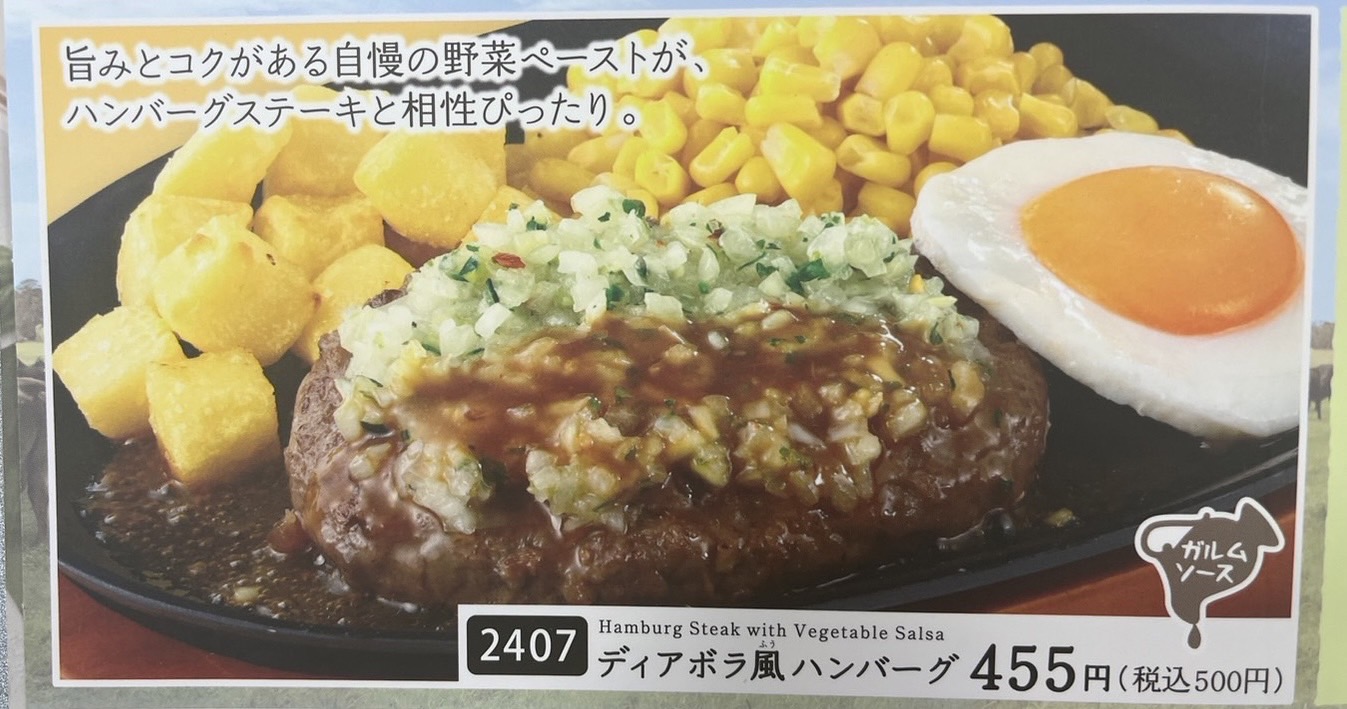 旨みとコクがある自慢の野菜ペーストが、
ハンバーグステーキと相性ぴったり。
ガルム
ソース
2407
Hamburg Steak with Vegetable Salsa
ふう
ディアボラ風ハンバーグ 455円(税込500円)